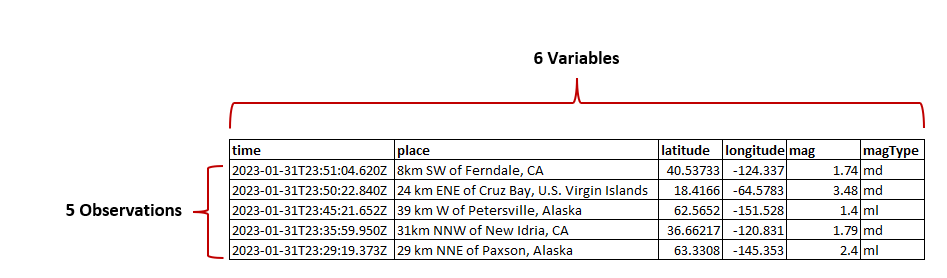 6 Variables
time place latitude longitude mag magType
2023-01-31T23:51:04.620Z 8km SW of Ferndale, CA 40.53733 -124.337 1.74 md
2023-01-31T23:50:22.840Z 24 km ENE of Cruz Bay, U.S. Virgin Islands 18.4166 -64.5783 3.48 md
5 Observations 2023-01-31T23:45:21.652Z 39 km W of Petersville, Alaska 62.5652 -151.528 1.4 ml
2023-01-31T23:35:59.950Z 31km NNW of New Idria, CA 36.66217 -120.831 1.79 md
2023-01-31T23:29:19.373Z 29 km NNE of Paxson, Alaska 63.3308 -145.353 2.4 ml